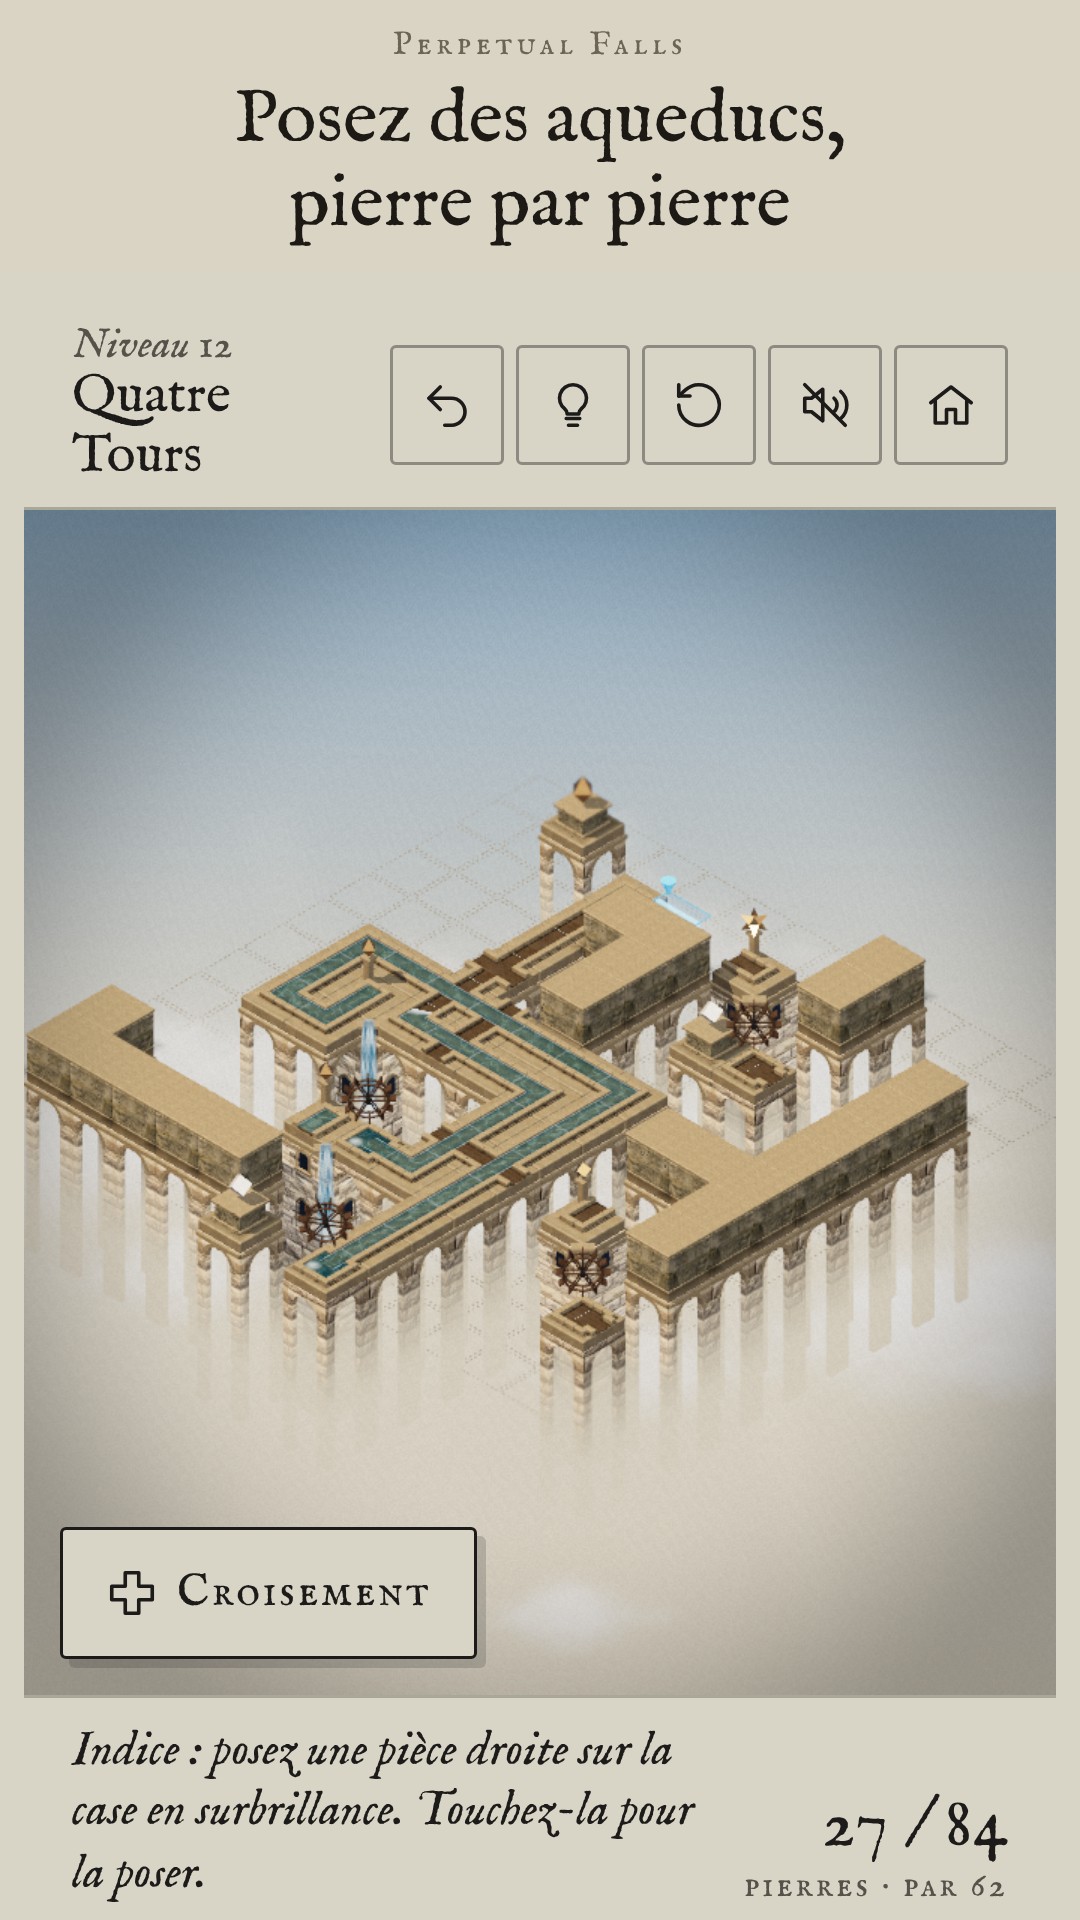 Perpetual Falls
Posez des aqueducs,
pierre par pierre
Niveau 12
Quatre
Tours
Croisement
Indice : posez une pièce droite sur la
case en surbrillance. Touchez-la pour
la poser.
27 / 84
pierres · par 62